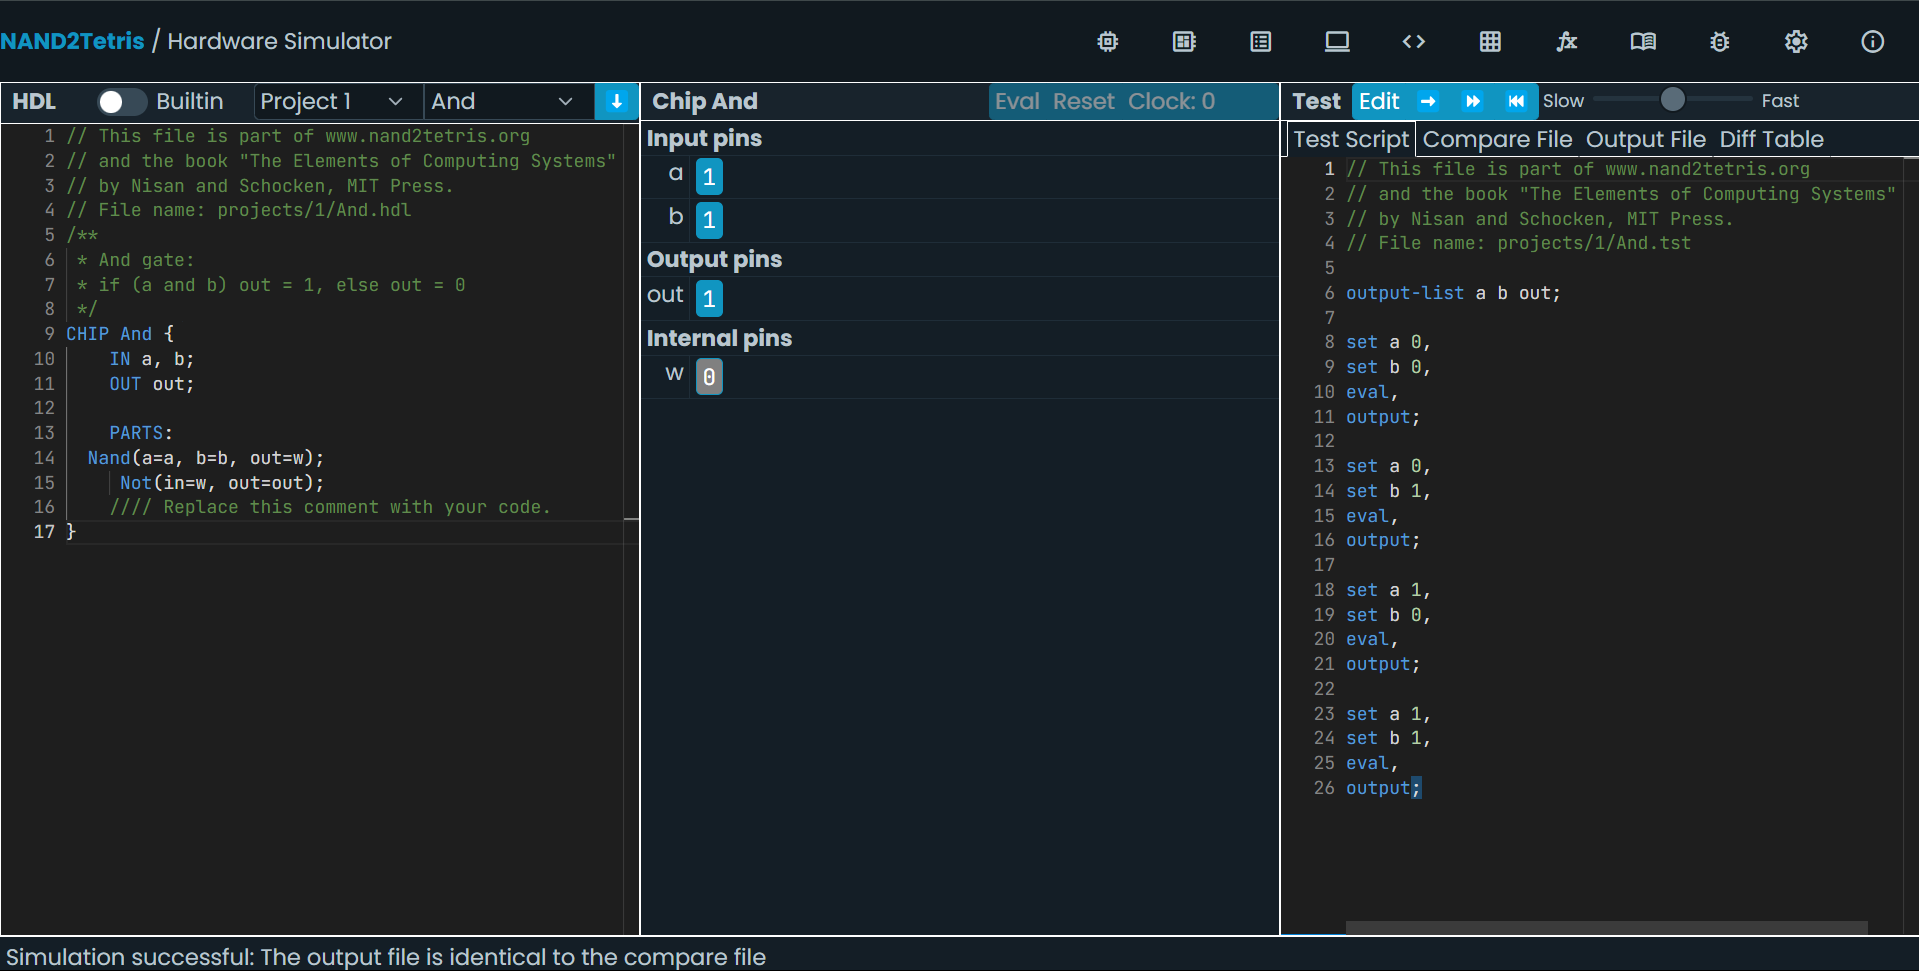 NAND2Tetris / Hardware Simulator
HDL Builtin Project 1 And
1 // This file is part of www.nand2tetris.org
2 // and the book "The Elements of Computing Systems"
3 // by Nisan and Schocken, MIT Press.
4 // File name: projects/1/And.hdl
5 /**
6 * And gate:
7 * if (a and b) out = 1, else out = 0
8 */
9 CHIP And {
10 IN a, b;
11 OUT out;
12
13 PARTS:
14 Nand(a=a, b=b, out=w);
15 Not(in=w, out=out);
16 //// Replace this comment with your code.
17 }
Chip And Eval Reset Clock: 0
Input pins
a 1
b 1
Output pins
out 1
Internal pins
w 0
Test Edit Slow Fast
Test Script Compare File Output File Diff Table
1 // This file is part of www.nand2tetris.org
2 // and the book "The Elements of Computing Systems"
3 // by Nisan and Schocken, MIT Press.
4 // File name: projects/1/And.tst
5
6 output-list a b out;
7
8 set a 0,
9 set b 0,
10 eval,
11 output;
12
13 set a 0,
14 set b 1,
15 eval,
16 output;
17
18 set a 1,
19 set b 0,
20 eval,
21 output;
22
23 set a 1,
24 set b 1,
25 eval,
26 output;
Simulation successful: The output file is identical to the compare file